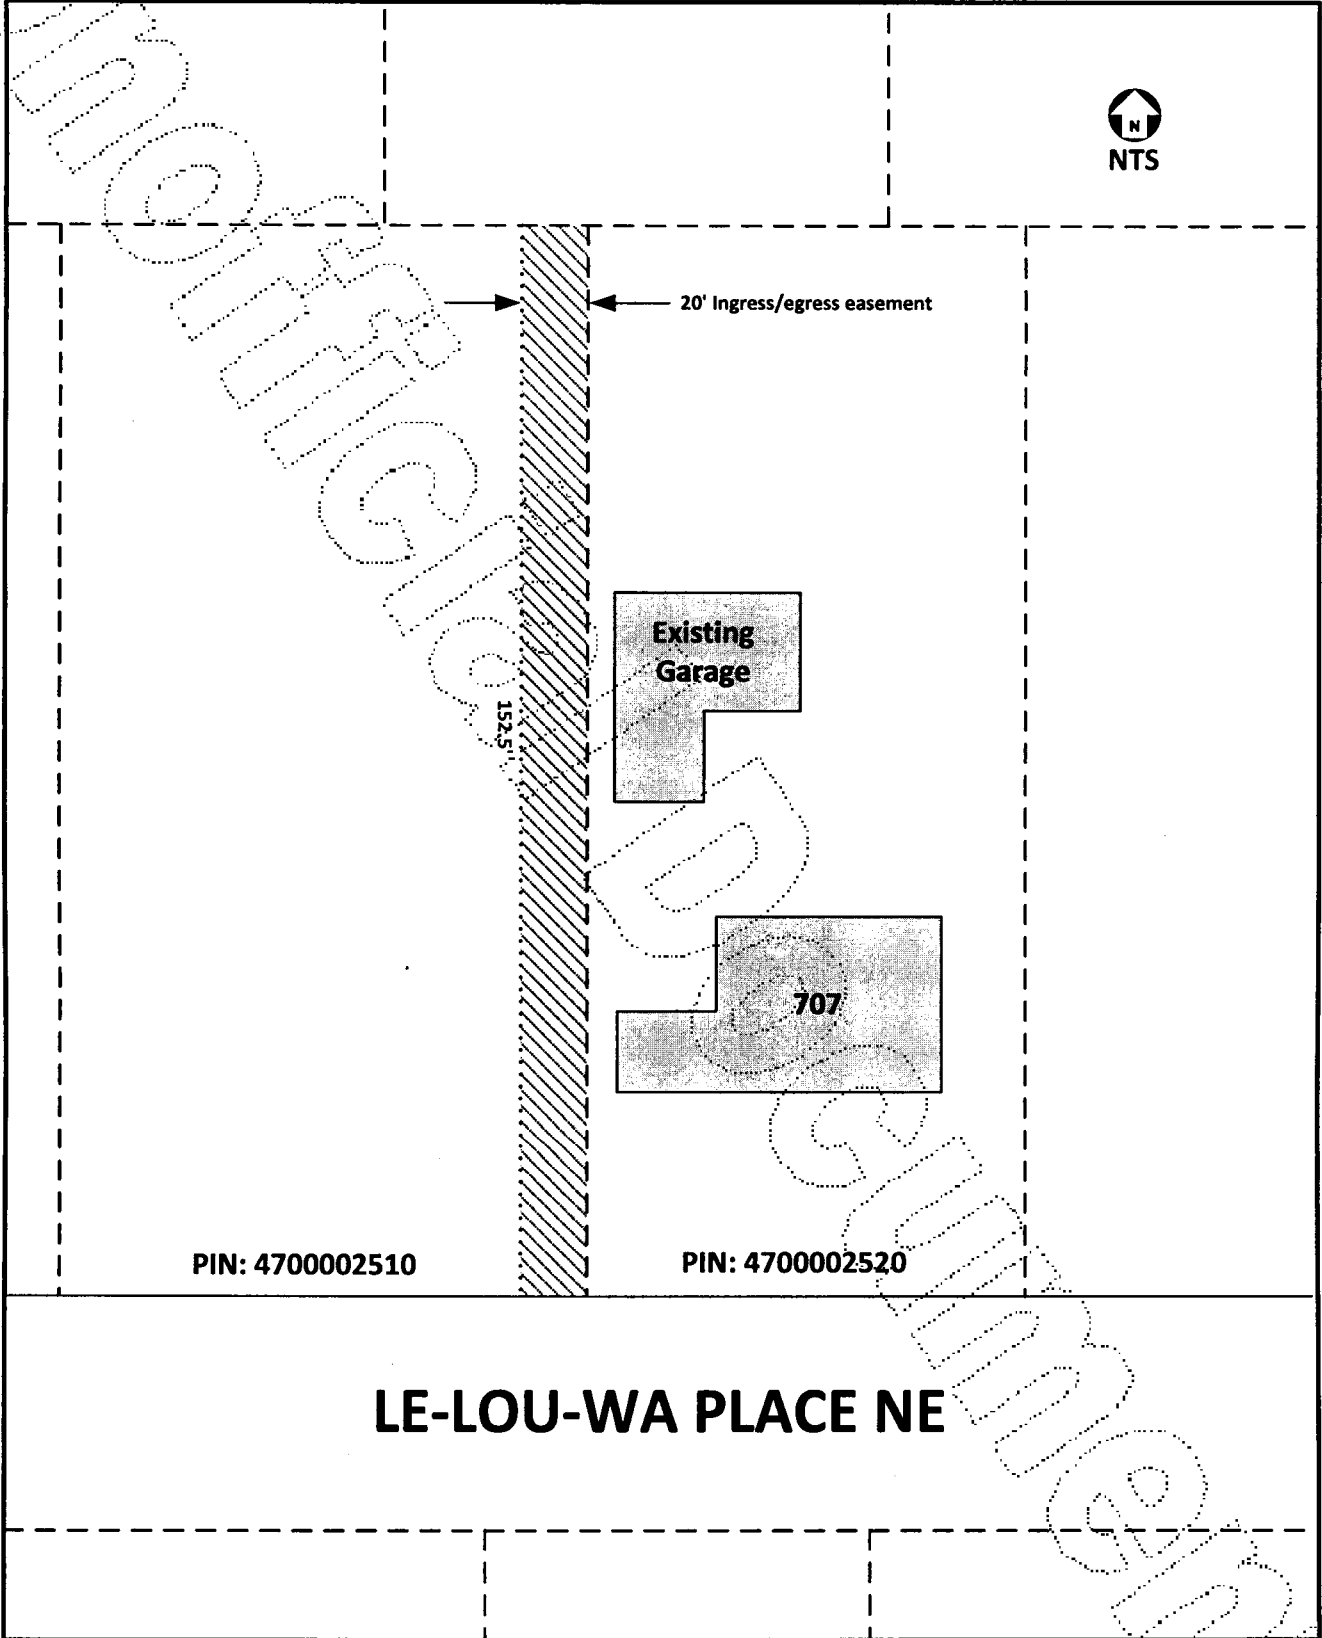 N
NTS
20' Ingress/egress easement
Existing
Garage
152.5'
707
PIN: 4700002510
PIN: 4700002520
LE-LOU-WA PLACE NE
Unofficial Document